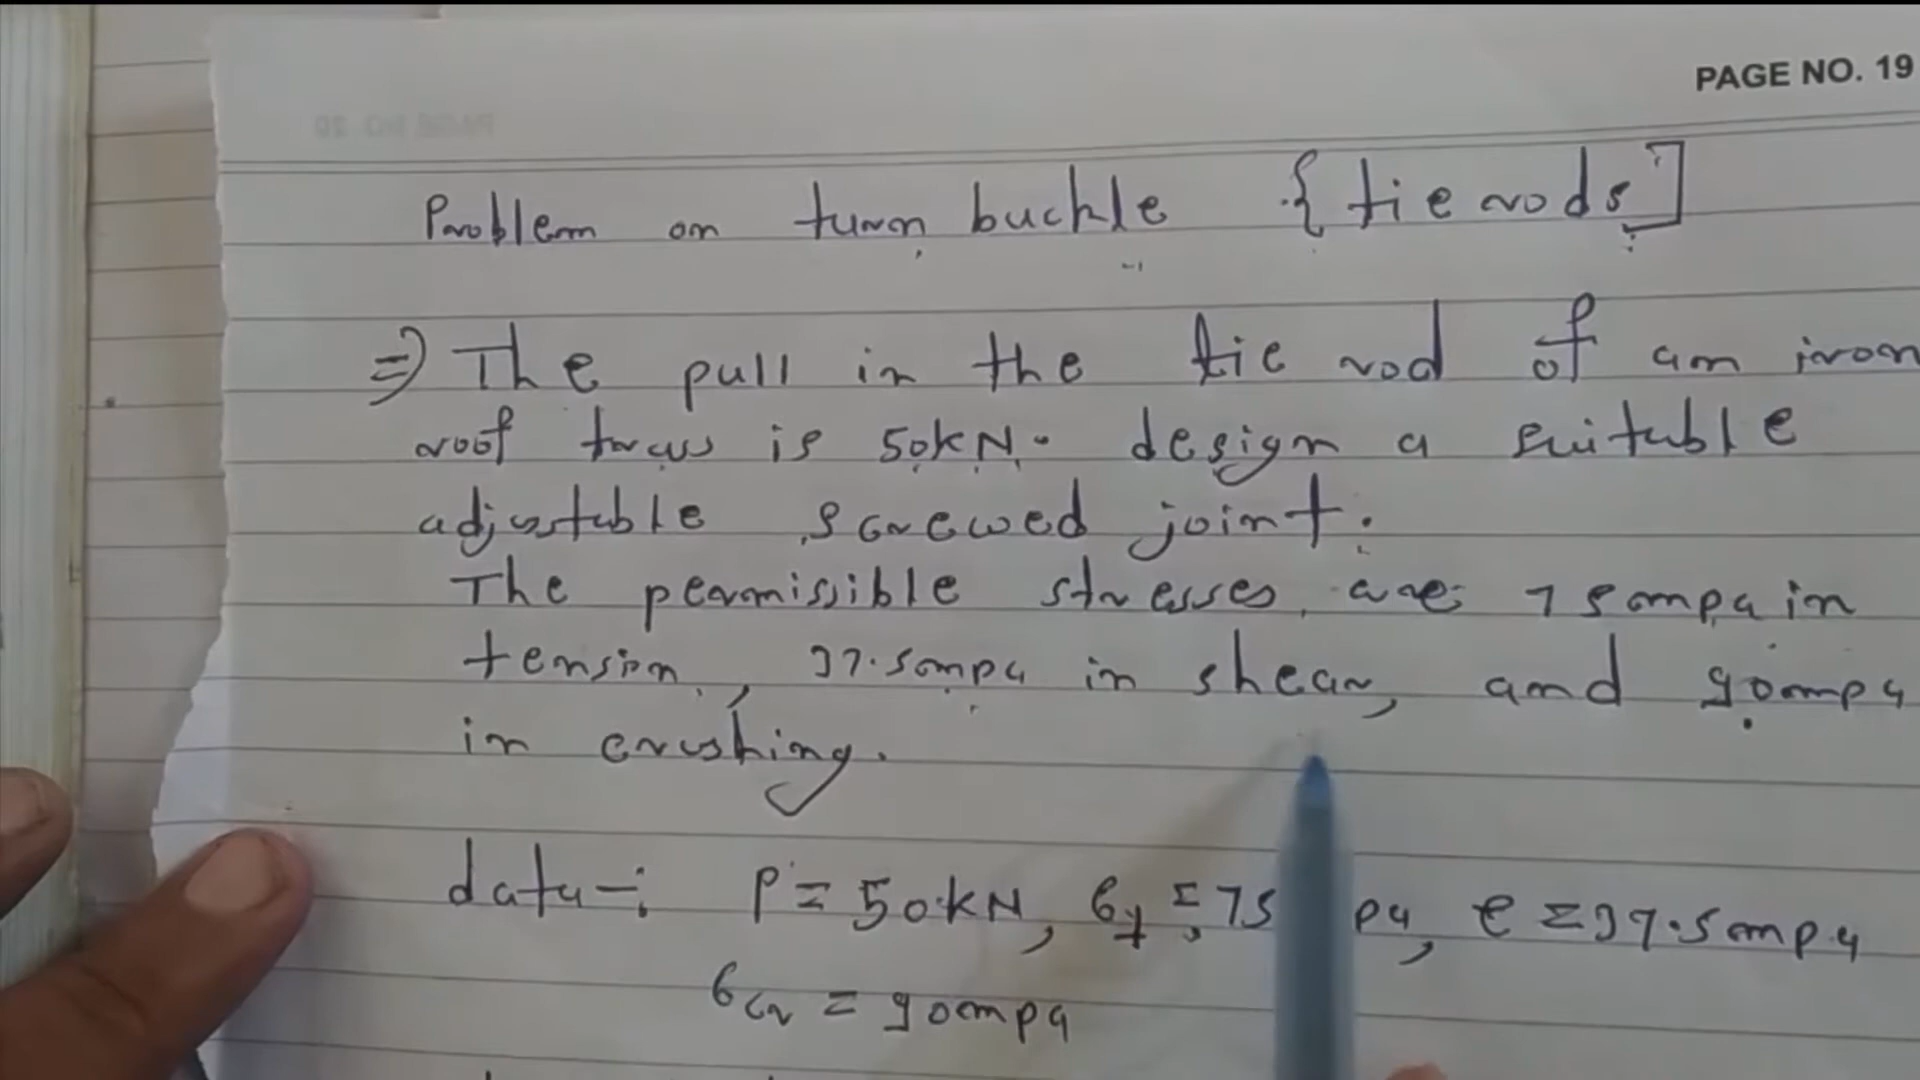 PAGE NO. 19
Problem on turn buckle {tie rods]
⇒ The pull in the tie rod of an iron
roof truss is 50kN. design a suitable
adjustable screwed joint.
The permissible stresses are 75mpa in
tension, 37.5mpa in shear, and 90mpa
in crushing.
data-: P = 50kN, 6t = 75 pa, τ = 37.5mpa
6cr = 90mpa